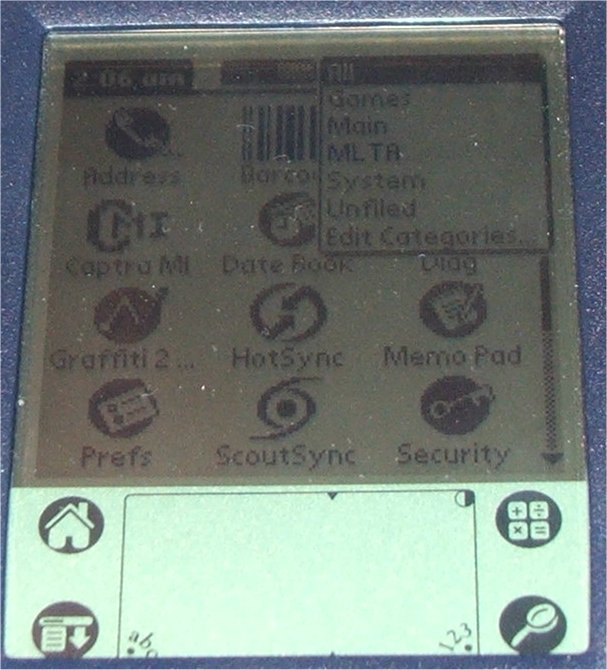 2:06 am
All
Games
Main
MLTA
System
Unfiled
Edit Categories...
Address
Captra MI
Date Book
Diag
Graffiti 2 ...
HotSync
Memo Pad
Prefs
ScoutSync
Security
abc
123